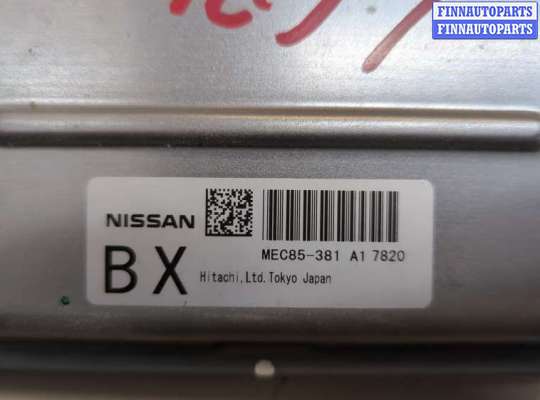 FINNAUTOPARTS
FINNAUTOPARTS
NISSAN
BX
MEC85-381 A1 7820
Hitachi,Ltd.Tokyo Japan